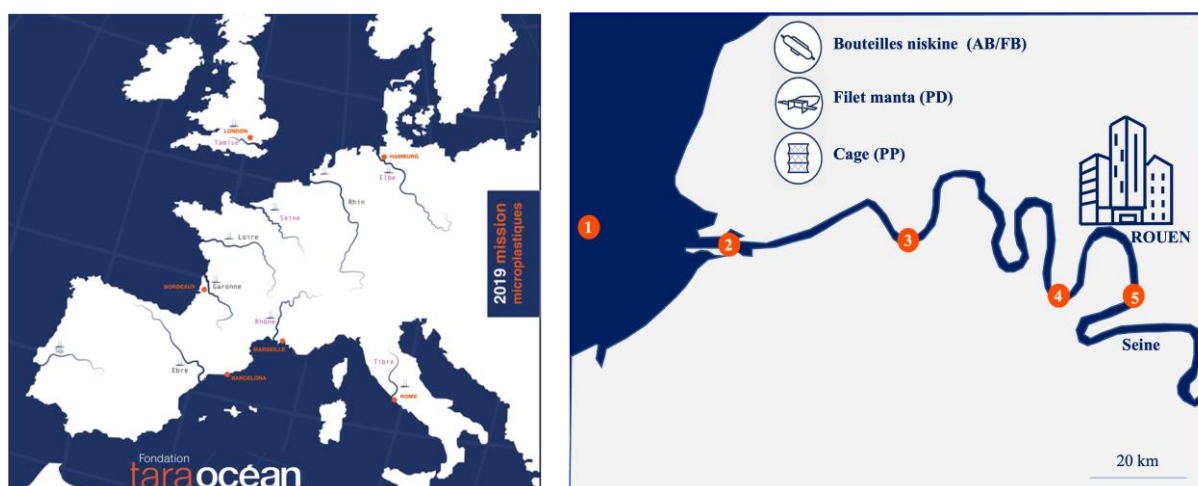 LONDON
Tamise
HAMBURG
Elbe
Rhin
Seine
Loire
BORDEAUX
Garonne
Rhône
MARSEILLE
Ebre
BARCELONA
Tibre
ROME
2019 mission
microplastiques
Fondation
taraocéan
Bouteilles niskine (AB/FB)
Filet manta (PD)
Cage (PP)
ROUEN
1
2
3
4
5
Seine
20 km